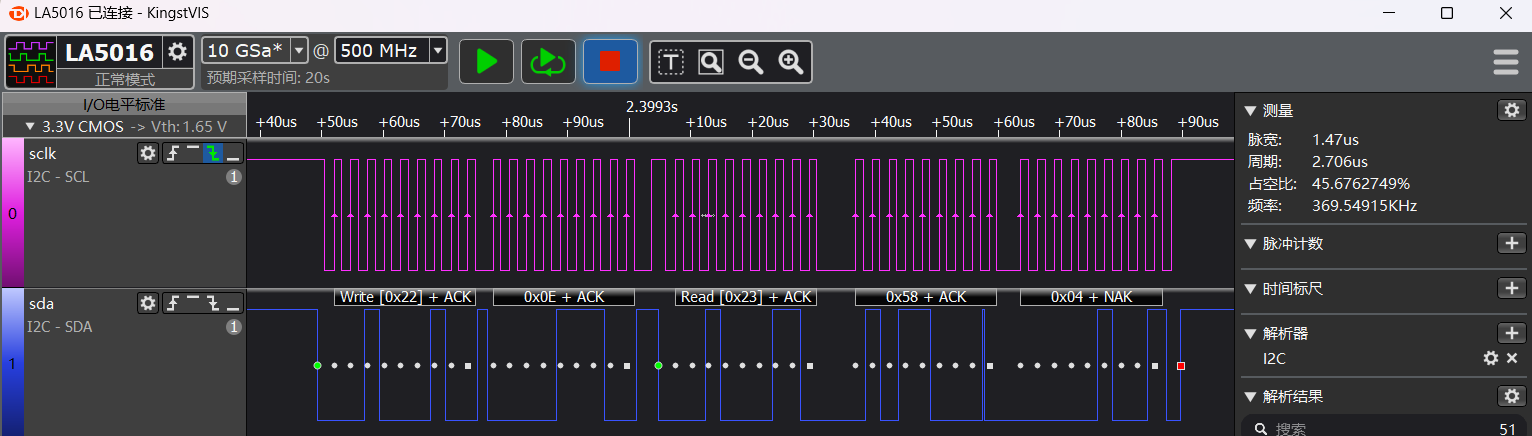 LA5016 已连接 - KingstVIS
LA5016
正常模式
10 GSa* @ 500 MHz
预期采样时间: 20s
I/O电平标准
3.3V CMOS -> Vth: 1.65 V
2.3993s
+40us +50us +60us +70us +80us +90us +10us +20us +30us +40us +50us +60us +70us +80us +90us
0
sclk
I2C - SCL
1
1
sda
I2C - SDA
1
Write [0x22] + ACK 0x0E + ACK Read [0x23] + ACK 0x58 + ACK 0x04 + NAK
测量
脉宽: 1.47us
周期: 2.706us
占空比: 45.6762749%
频率: 369.54915KHz
脉冲计数
时间标尺
解析器
I2C
解析结果
搜索 51